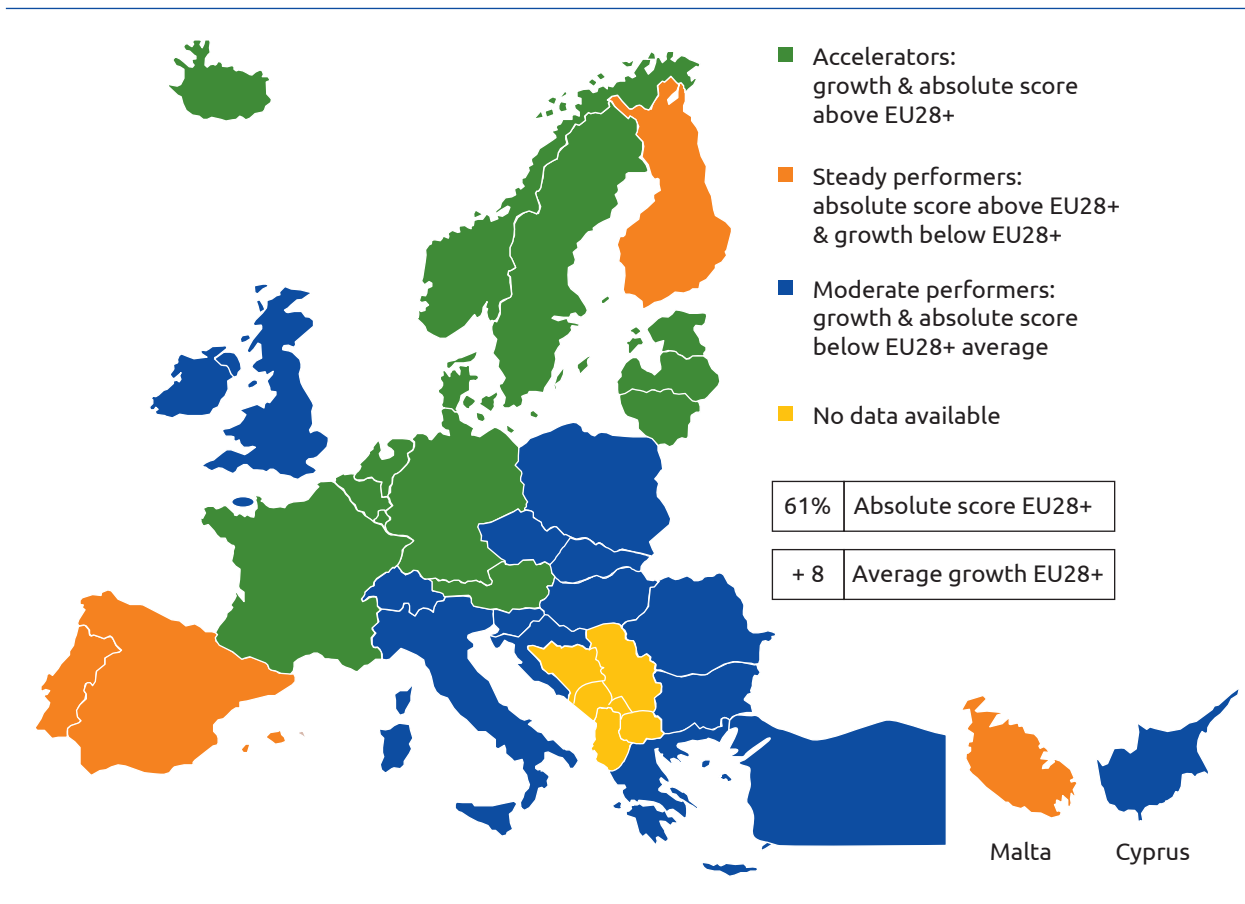 Accelerators:
growth & absolute score
above EU28+
Steady performers:
absolute score above EU28+
& growth below EU28+
Moderate performers:
growth & absolute score
below EU28+ average
No data available
61% Absolute score EU28+
+ 8 Average growth EU28+
Malta
Cyprus